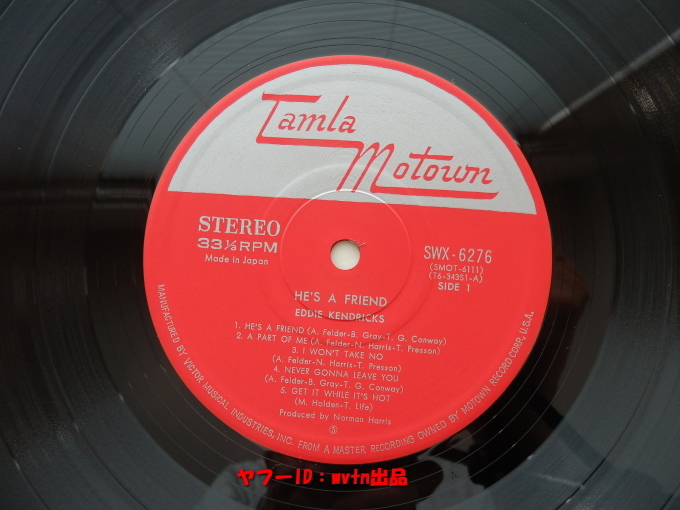 Tamla
Motown
STEREO
33⅓RPM
Made in Japan
SWX-6276
(SMOT-6111)
(T6-343S1-A)
SIDE 1
HE'S A FRIEND
EDDIE KENDRICKS
1. HE'S A FRIEND (A. Felder-B. Gray-T. G. Conway)
2. A PART OF ME (A. Felder-N. Harris-T. Presson)
3. I WON'T TAKE NO
(A. Felder-N. Harris-T. Presson)
4. NEVER GONNA LEAVE YOU
(A. Felder-B. Gray-T. G. Conway)
5. GET IT WHILE IT'S HOT
(M. Holden-T. Life)
Produced by Norman Harris
Ⓢ
MANUFACTURED BY VICTOR MUSICAL INDUSTRIES, INC. FROM A MASTER RECORDING OWNED BY MOTOWN RECORD CORP., U.S.A.
ヤフーID：mvtn出品